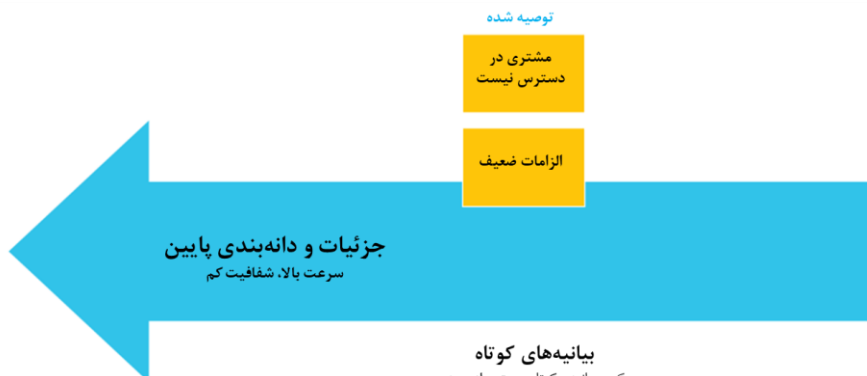 توصیه شده
مشتری در
دسترس نیست
الزامات ضعیف
جزئیات و دانه‌بندی پایین
سرعت بالا، شفافیت کم
بیانیه‌های کوتاه